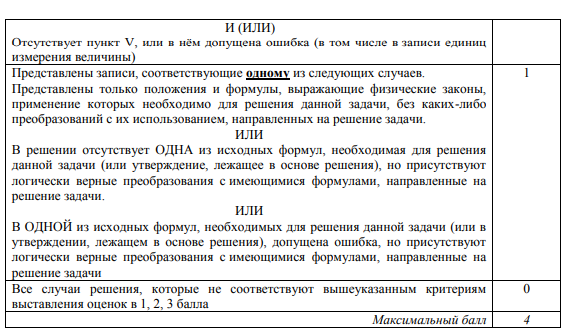 И (ИЛИ)
Отсутствует пункт V, или в нём допущена ошибка (в том числе в записи единиц
измерения величины)
Представлены записи, соответствующие одному из следующих случаев.
1
Представлены только положения и формулы, выражающие физические законы,
применение которых необходимо для решения данной задачи, без каких-либо
преобразований с их использованием, направленных на решение задачи.
ИЛИ
В решении отсутствует ОДНА из исходных формул, необходимая для решения
данной задачи (или утверждение, лежащее в основе решения), но присутствуют
логически верные преобразования с имеющимися формулами, направленные на
решение задачи.
ИЛИ
В ОДНОЙ из исходных формул, необходимых для решения данной задачи (или в
утверждении, лежащем в основе решения), допущена ошибка, но присутствуют
логически верные преобразования с имеющимися формулами, направленные на
решение задачи
Все случаи решения, которые не соответствуют вышеуказанным критериям
0
выставления оценок в 1, 2, 3 балла
Максимальный балл
4